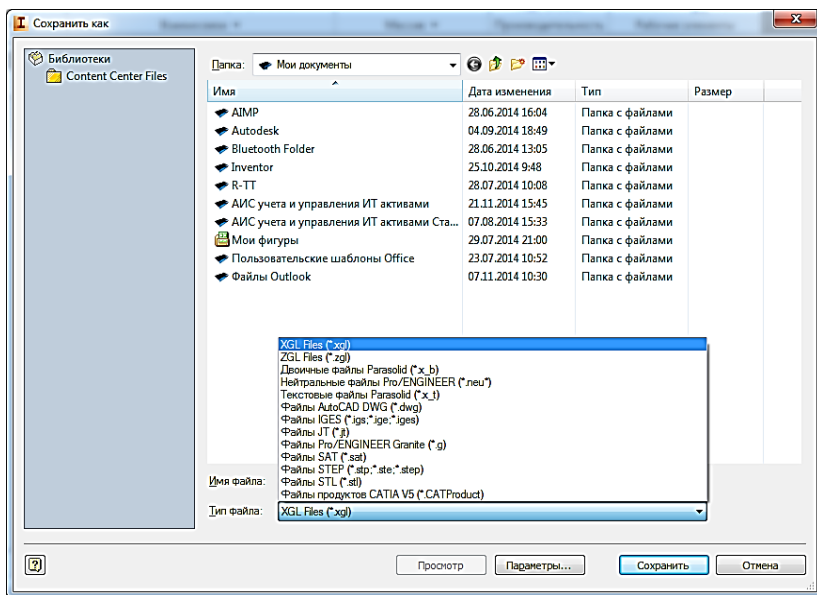 Сохранить как
Библиотеки
Content Center Files
Папка: Мои документы
Имя Дата изменения Тип Размер
AIMP 28.06.2014 16:04 Папка с файлами
Autodesk 04.09.2014 18:49 Папка с файлами
Bluetooth Folder 28.06.2014 13:05 Папка с файлами
Inventor 25.10.2014 9:48 Папка с файлами
R-TT 28.07.2014 10:08 Папка с файлами
АИС учета и управления ИТ активами 21.11.2014 15:45 Папка с файлами
АИС учета и управления ИТ активами Ста... 07.08.2014 15:33 Папка с файлами
Мои фигуры 29.07.2014 21:00 Папка с файлами
Пользовательские шаблоны Office 23.07.2014 10:52 Папка с файлами
Файлы Outlook 07.11.2014 10:30 Папка с файлами
XGL Files (*.xgl)
ZGL Files (*.zgl)
Двоичные файлы Parasolid (*.x_b)
Нейтральные файлы Pro/ENGINEER (*.neu*)
Текстовые файлы Parasolid (*.x_t)
Файлы AutoCAD DWG (*.dwg)
Файлы IGES (*.igs;*.ige;*.iges)
Файлы JT (*.jt)
Файлы Pro/ENGINEER Granite (*.g)
Файлы SAT (*.sat)
Файлы STEP (*.stp;*.ste;*.step)
Файлы STL (*.stl)
Файлы продуктов CATIA V5 (*.CATProduct)
Имя файла:
Тип файла: XGL Files (*.xgl)
Просмотр Параметры... Сохранить Отмена